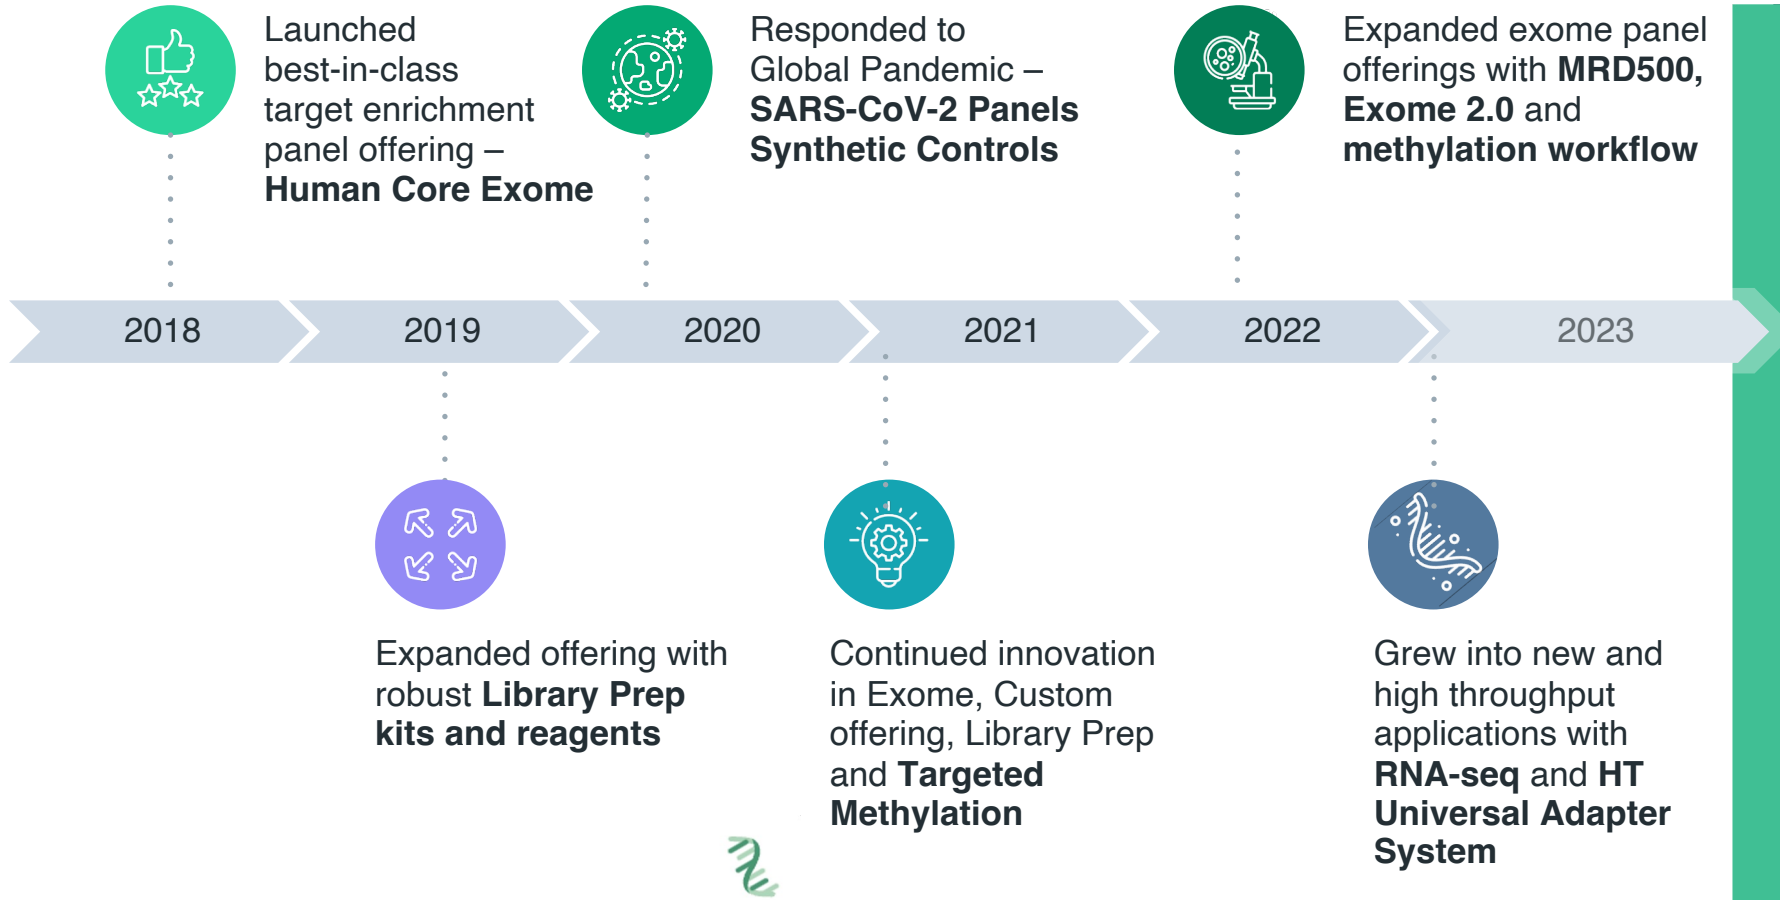 Launched
best-in-class
target enrichment
panel offering –
Human Core Exome
Responded to
Global Pandemic –
SARS-CoV-2 Panels
Synthetic Controls
Expanded exome panel
offerings with MRD500,
Exome 2.0 and
methylation workflow
2018
2019
2020
2021
2022
2023
Expanded offering with
robust Library Prep
kits and reagents
Continued innovation
in Exome, Custom
offering, Library Prep
and Targeted
Methylation
Grew into new and
high throughput
applications with
RNA-seq and HT
Universal Adapter
System